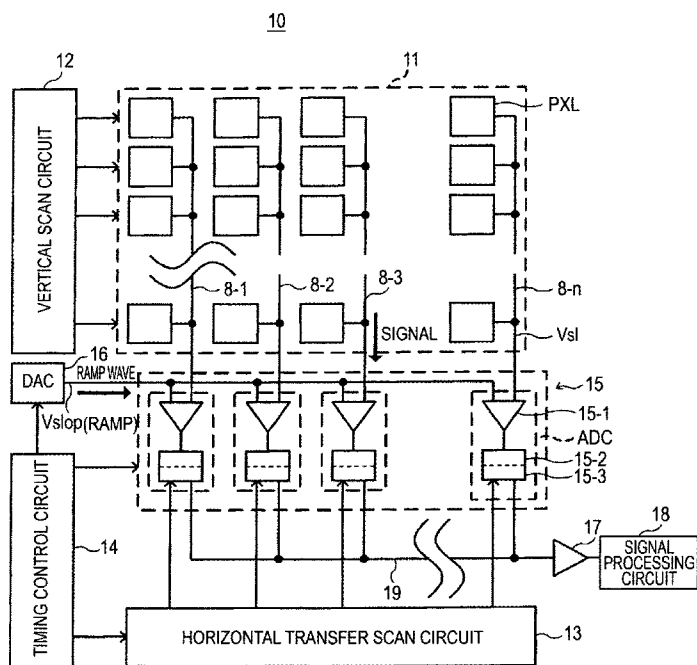 10
12
11
VERTICAL SCAN CIRCUIT
PXL
8-1
8-2
8-3
8-n
SIGNAL
Vsl
16
DAC
RAMP WAVE
Vslop(RAMP)
15
15-1
ADC
15-2
15-3
TIMING CONTROL CIRCUIT
14
17
18
SIGNAL
PROCESSING
CIRCUIT
19
HORIZONTAL TRANSFER SCAN CIRCUIT
13